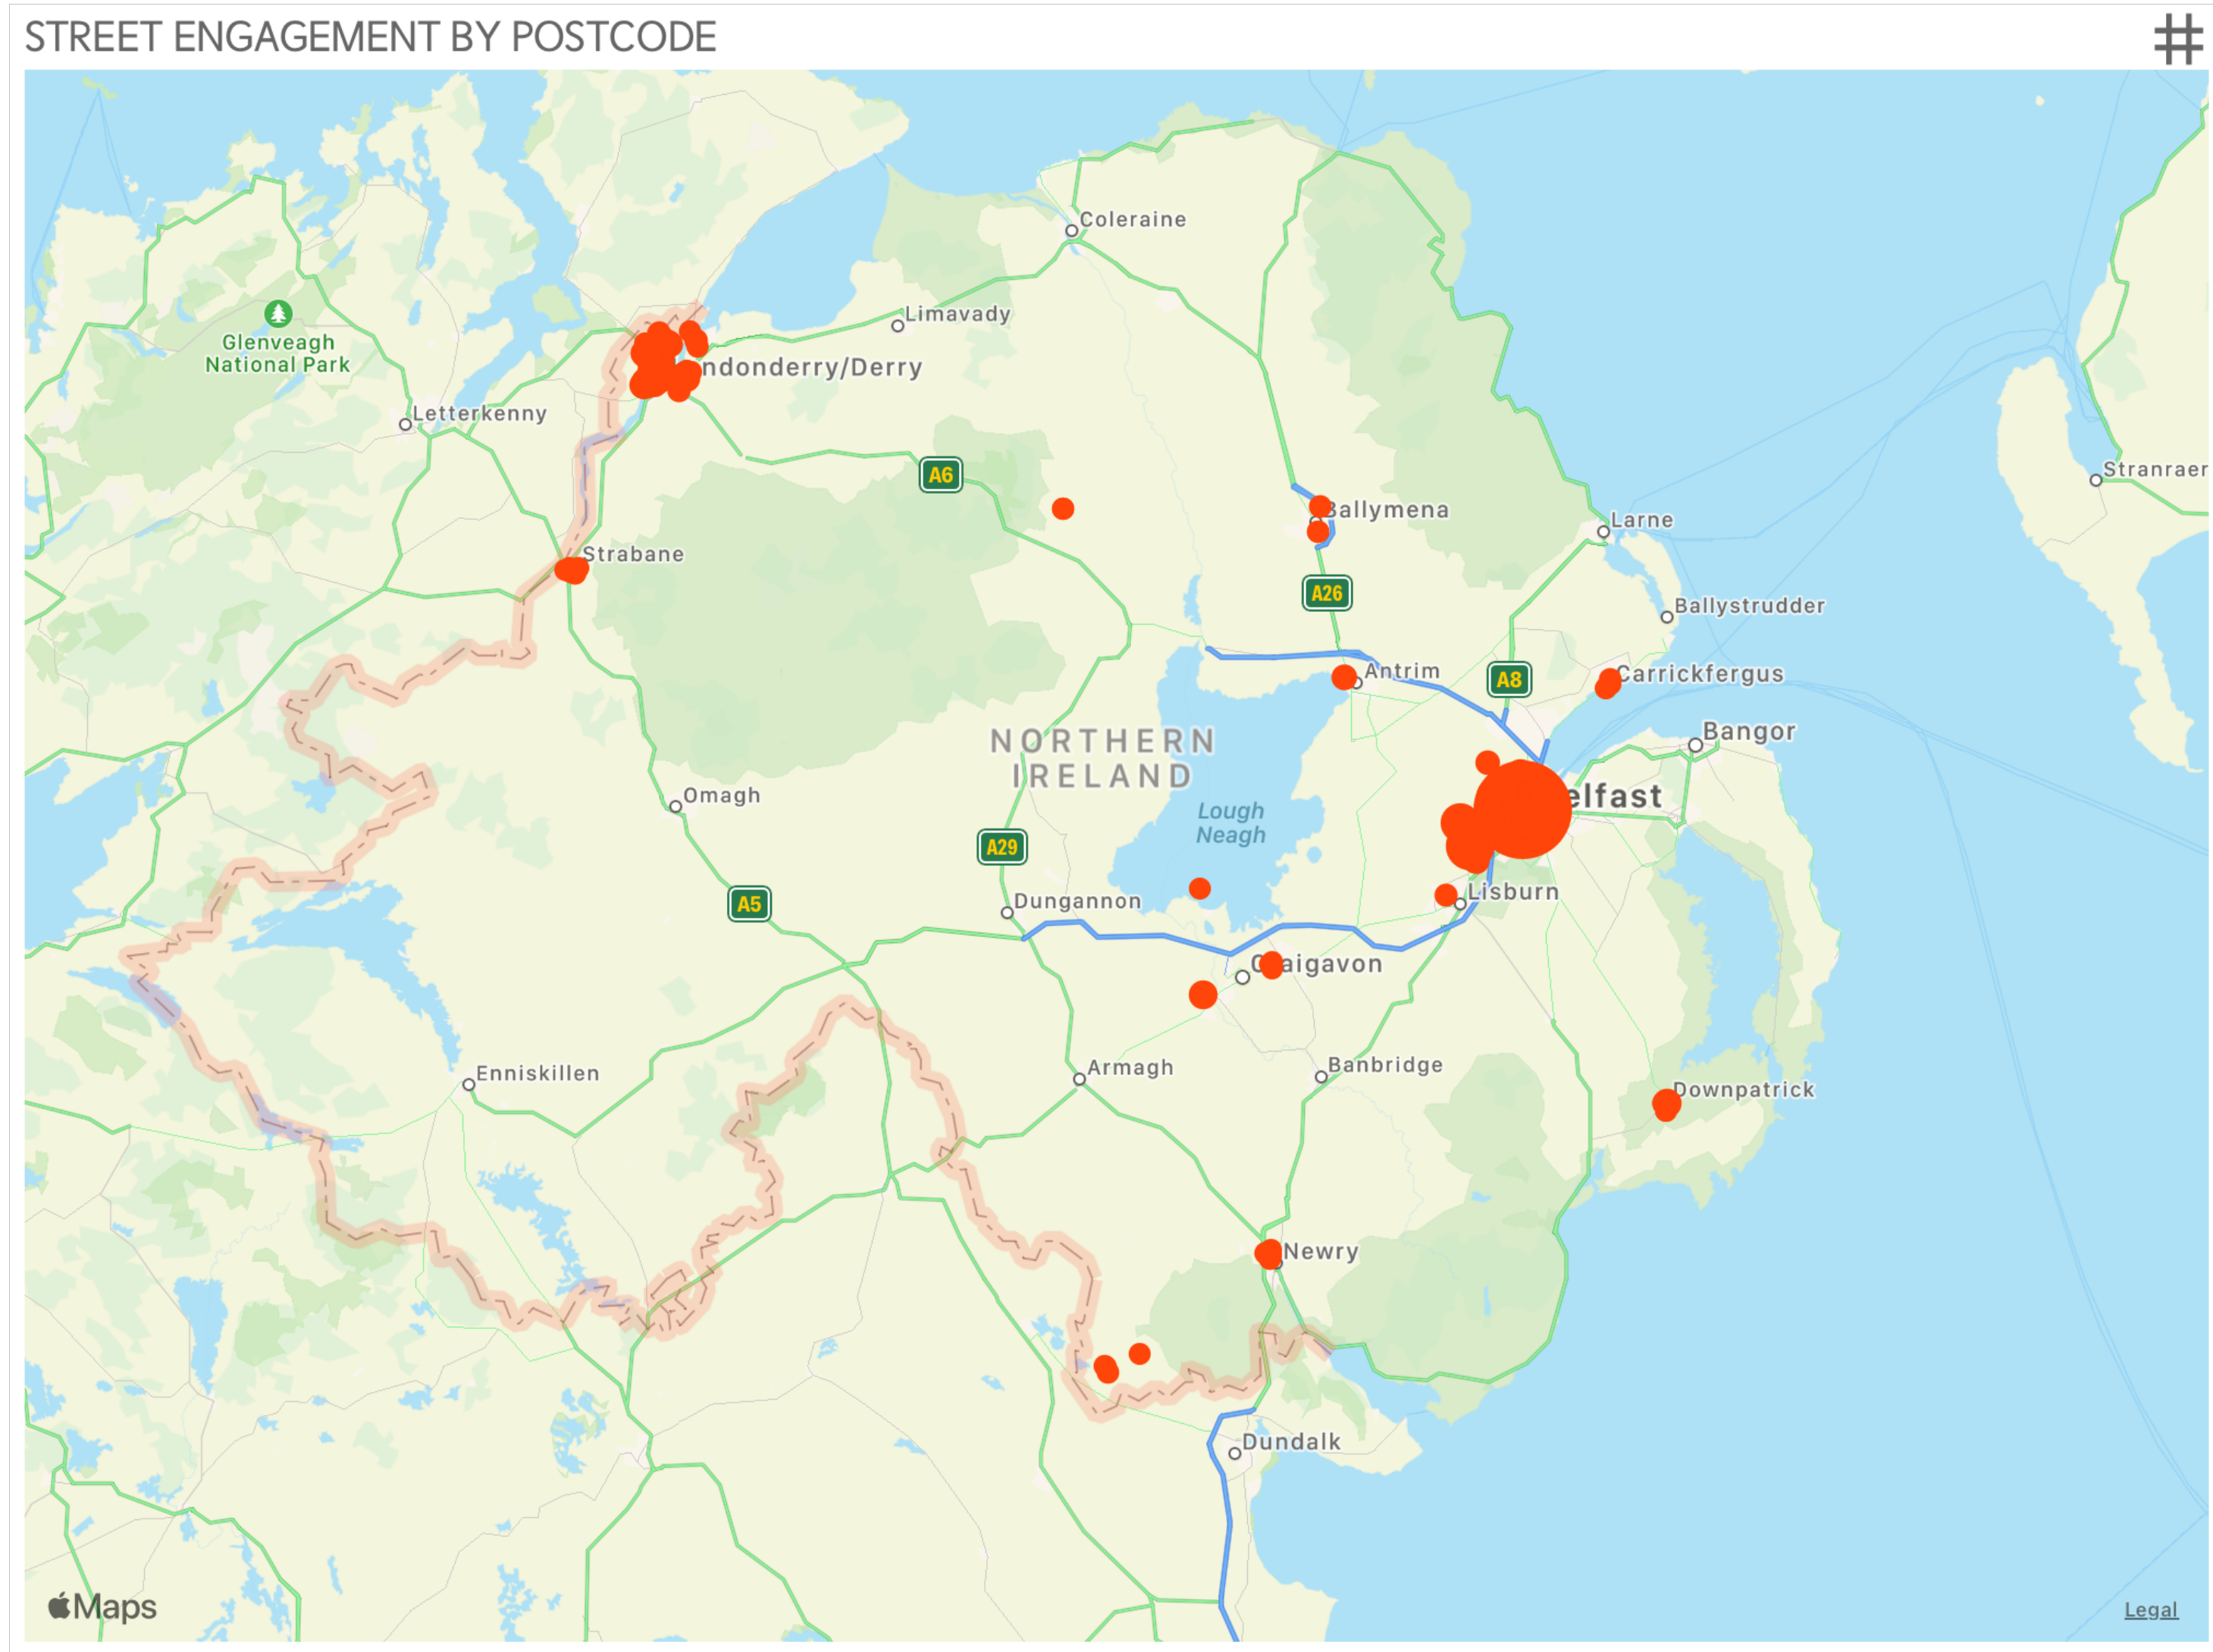 STREET ENGAGEMENT BY POSTCODE
#
Coleraine
Limavady
Glenveagh
National Park
ndonderry/Derry
Letterkenny
Stranraer
A6
Ballymena
Larne
Strabane
A26
Ballystrudder
Antrim
A8
Carrickfergus
NORTHERN
IRELAND
Bangor
Omagh
elfast
Lough
Neagh
A29
A5
Dungannon
Lisburn
Craigavon
Enniskillen
Armagh
Banbridge
Downpatrick
Newry
Dundalk
Maps
Legal